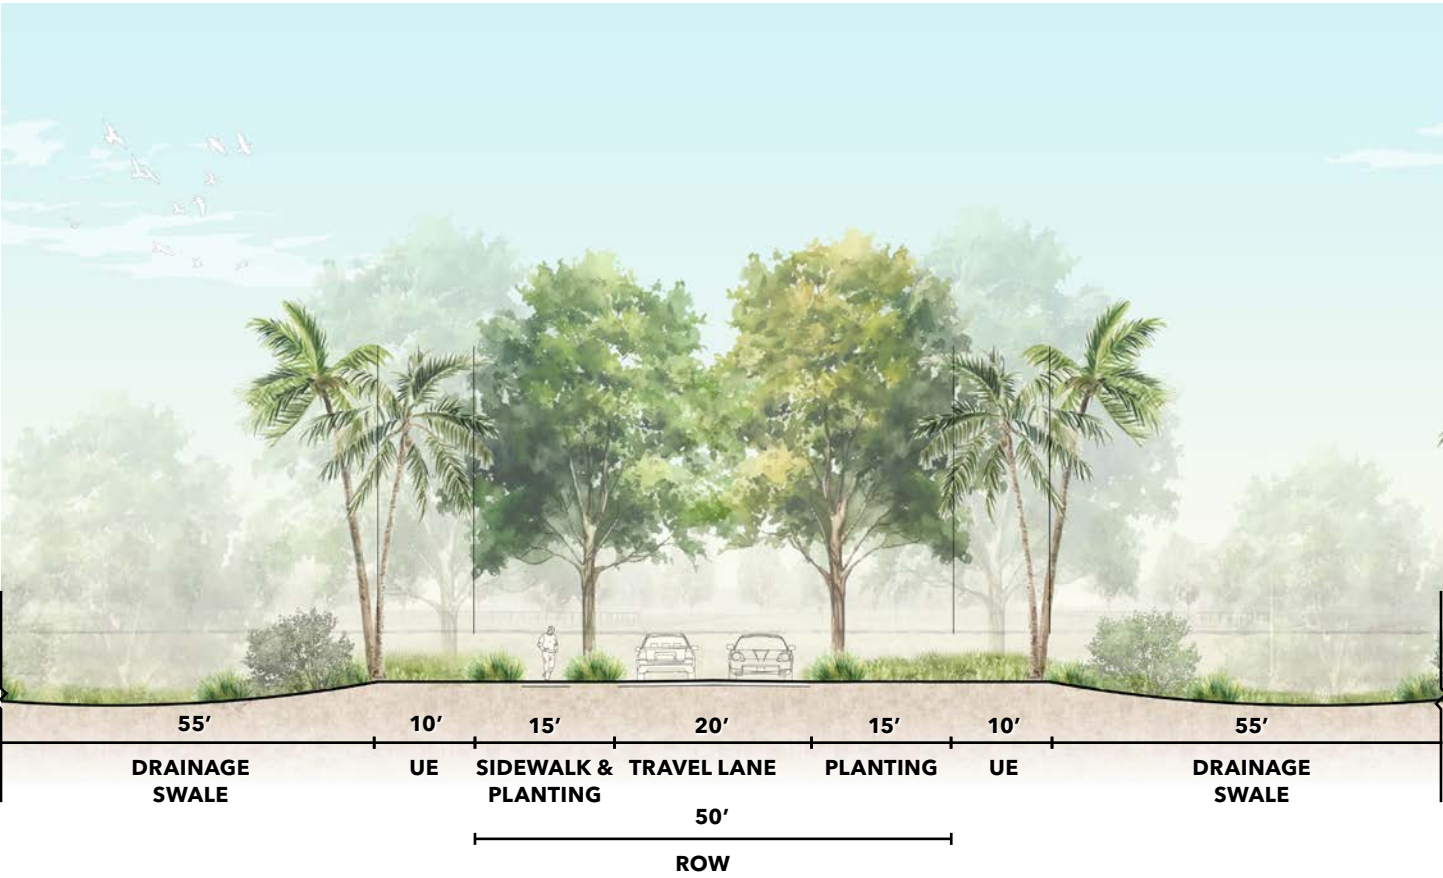 55’ 10’ 15’ 20’ 15’ 10’ 55’
DRAINAGE SWALE
UE
SIDEWALK & PLANTING
TRAVEL LANE
PLANTING
UE
DRAINAGE SWALE
50’
ROW